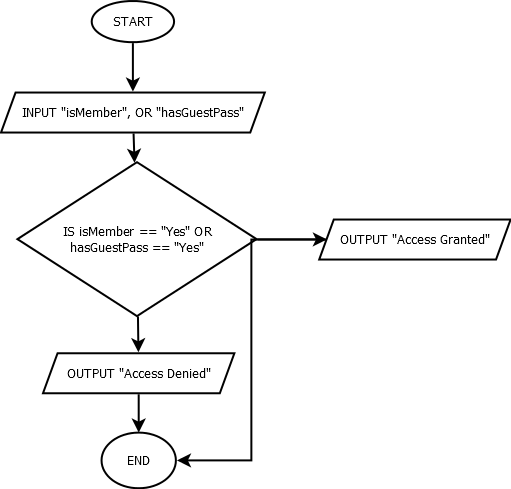 START
INPUT "isMember", OR "hasGuestPass"
IS isMember == "Yes" OR
hasGuestPass == "Yes"
OUTPUT "Access Granted"
OUTPUT "Access Denied"
END